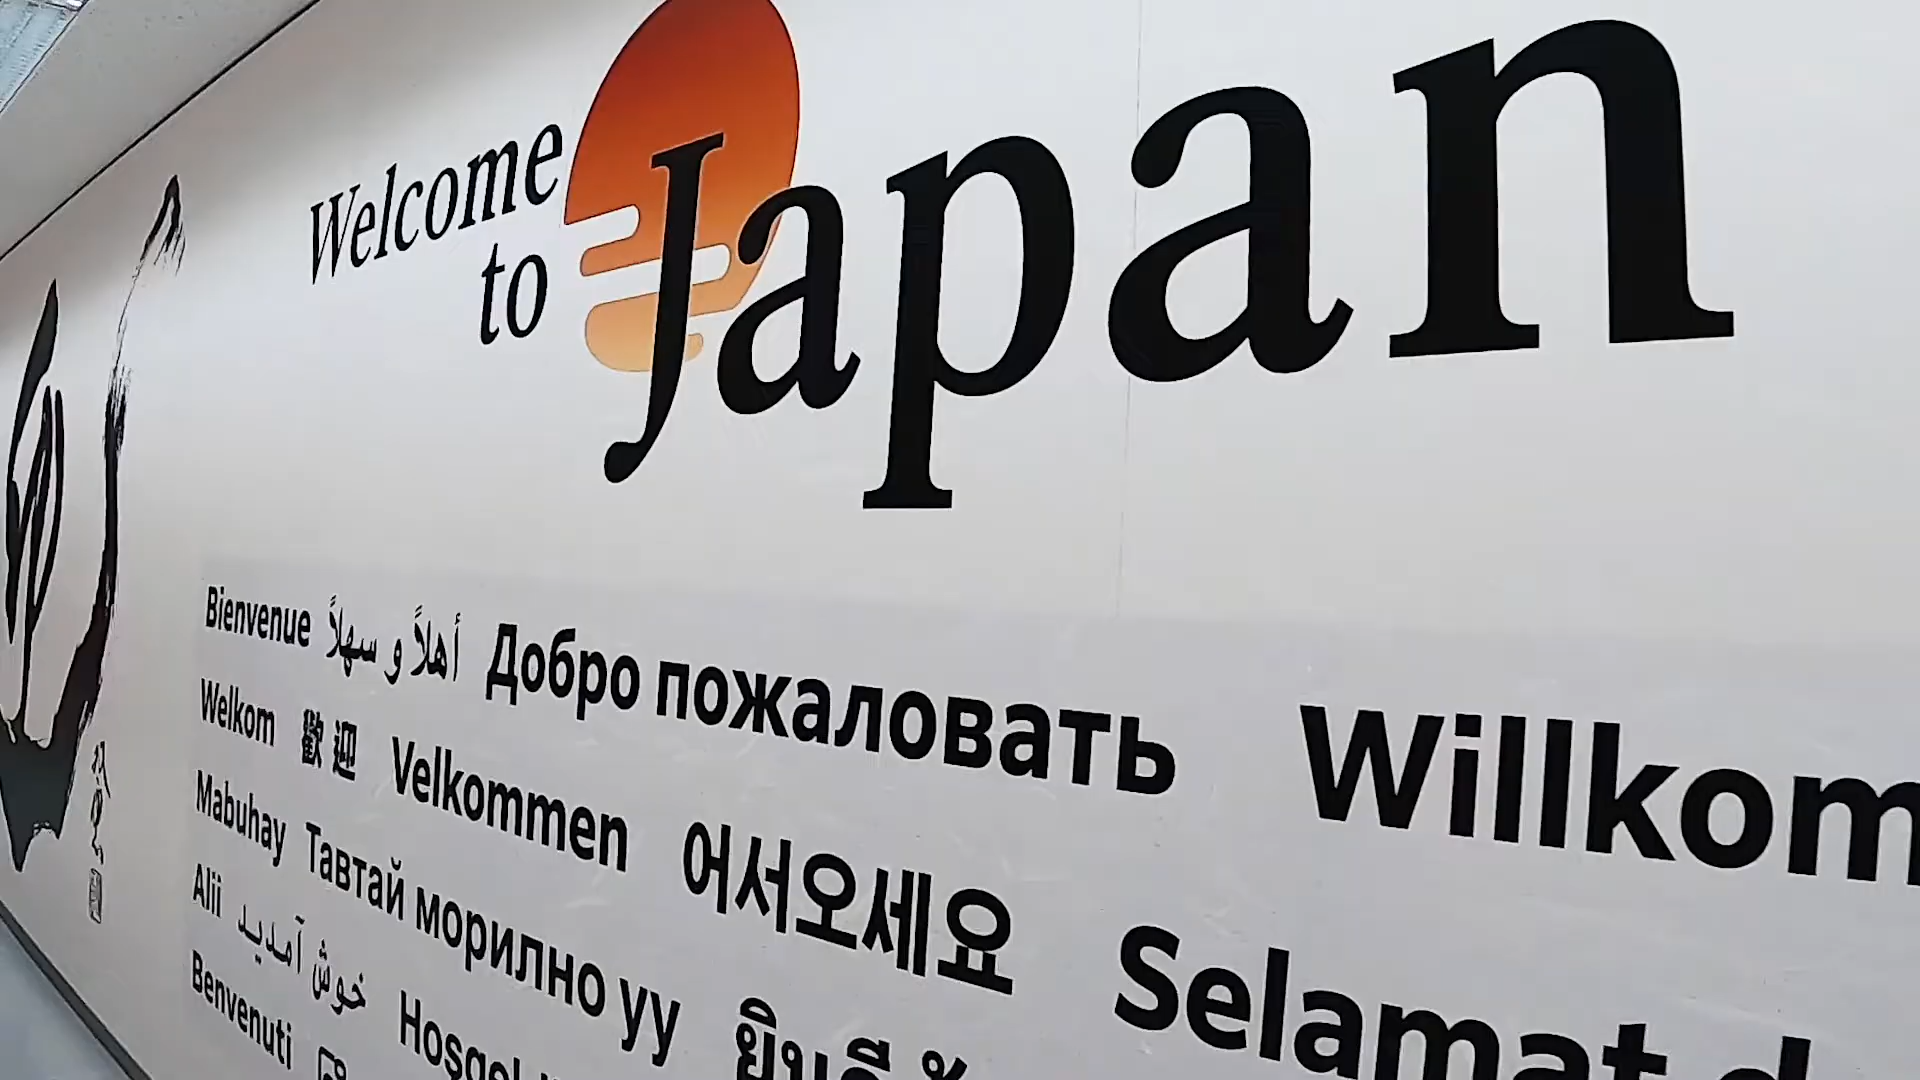 Welcome
to
Japan
Bienvenue أهلاً و سهلاً Добро пожаловать
Welkom 歡迎 Velkommen 어서오세요
Mabuhay Тавтай морилно уу
Alii خوش آمدید
Benvenuti
Selamat